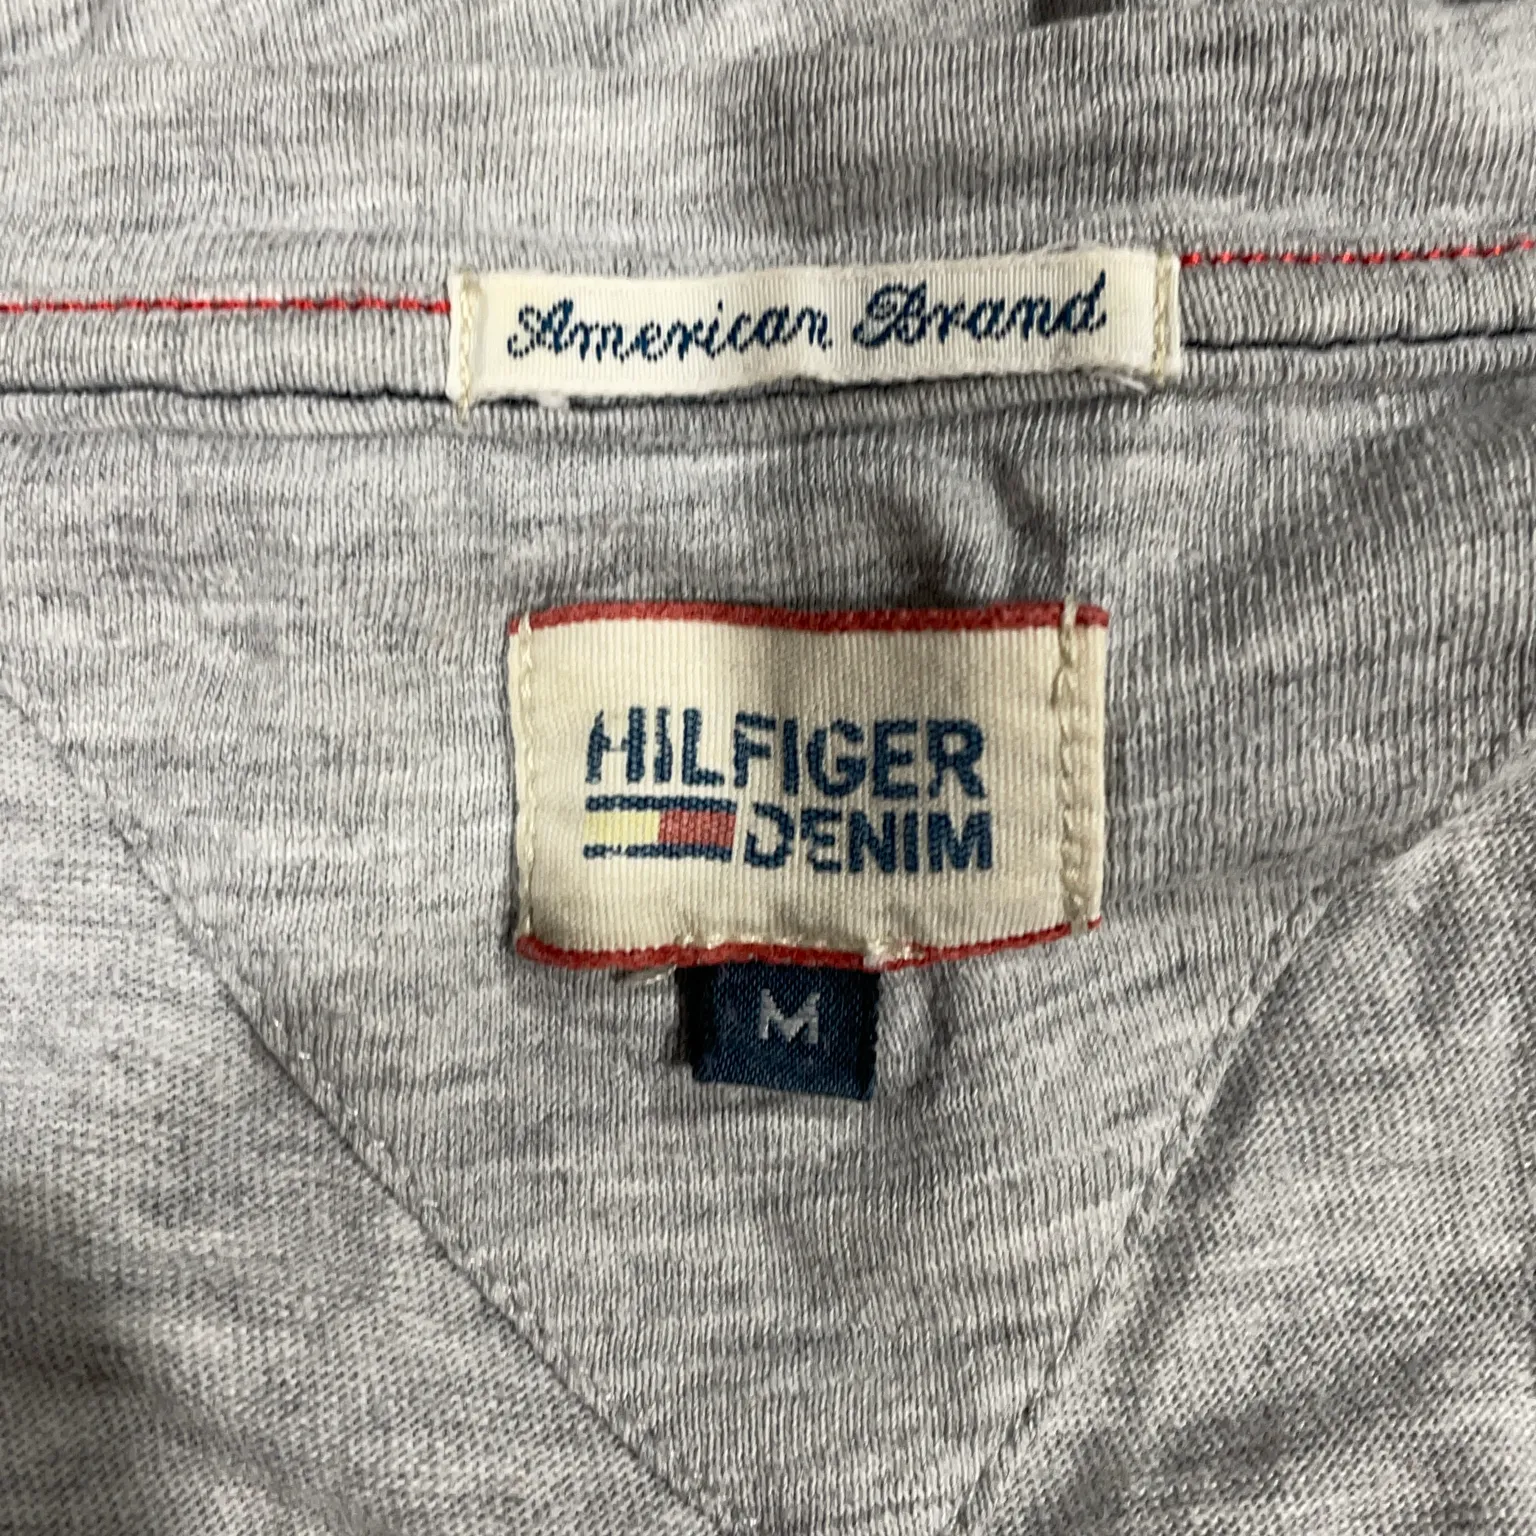 American Brand
HILFIGER
DENIM
M